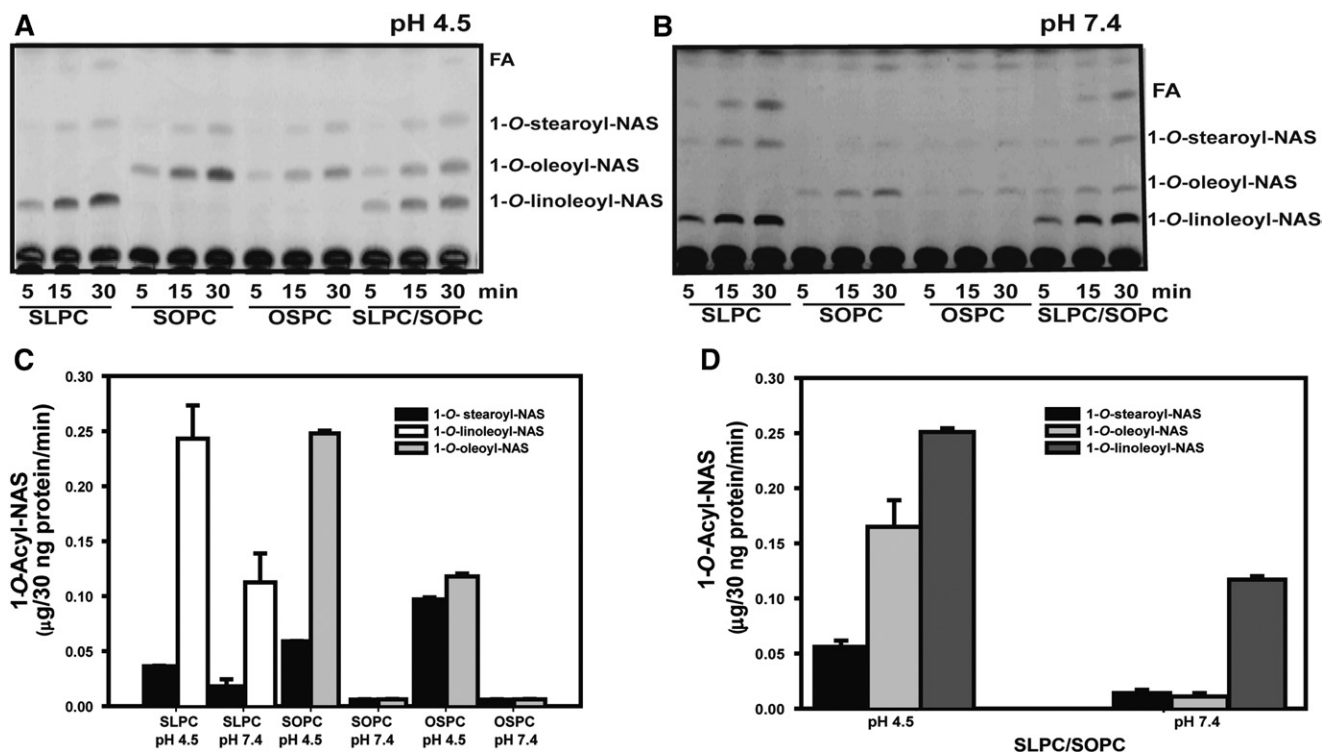 A
pH 4.5
FA
1-O-stearoyl-NAS
1-O-oleoyl-NAS
1-O-linoleoyl-NAS
5 15 30 5 15 30 5 15 30 5 15 30 min
SLPC SOPC OSPC SLPC/SOPC
B
pH 7.4
FA
1-O-stearoyl-NAS
1-O-oleoyl-NAS
1-O-linoleoyl-NAS
5 15 30 5 15 30 5 15 30 5 15 30 min
SLPC SOPC OSPC SLPC/SOPC
C
1-O-Acyl-NAS
(µg/30 ng protein/min)
0.30
0.25
0.20
0.15
0.10
0.05
0.00
1-O- stearoyl-NAS
1-O-linoleoyl-NAS
1-O-oleoyl-NAS
SLPC SLPC SOPC SOPC OSPC OSPC
pH 4.5 pH 7.4 pH 4.5 pH 7.4 pH 4.5 pH 7.4
D
1-O-Acyl-NAS
(µg/30 ng protein/min)
0.30
0.25
0.20
0.15
0.10
0.05
0.00
1-O-stearoyl-NAS
1-O-oleoyl-NAS
1-O-linoleoyl-NAS
pH 4.5 pH 7.4
SLPC/SOPC